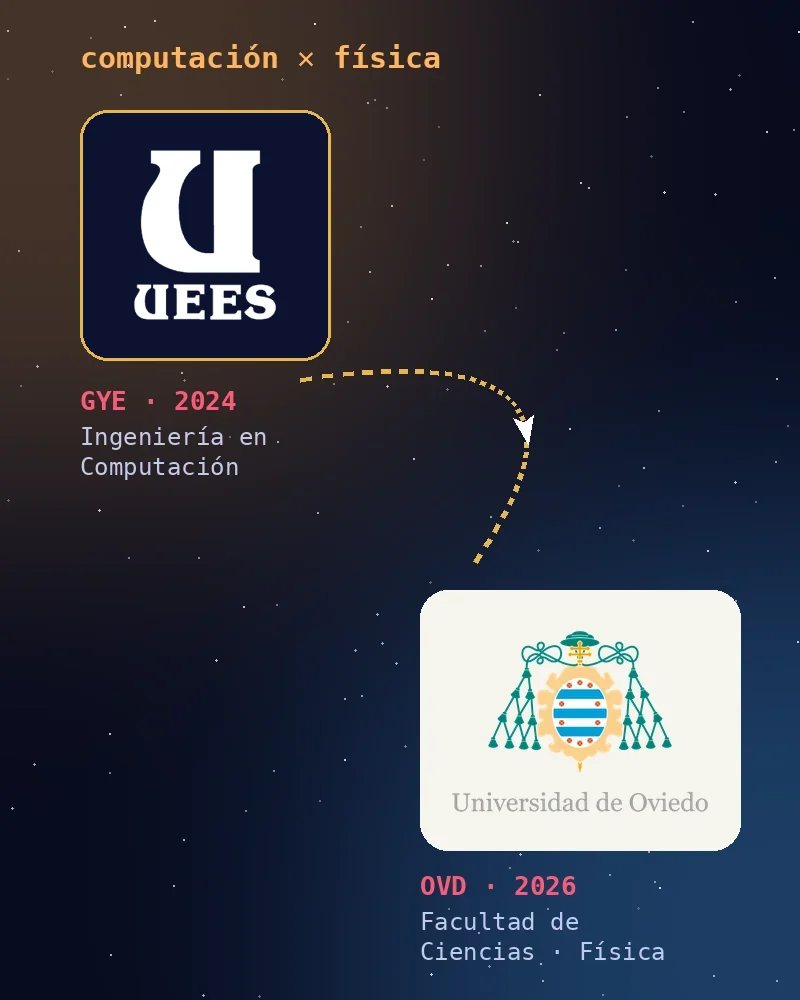 computación × física
U
UEES
GYE · 2024
Ingeniería en
Computación
Universidad de Oviedo
OVD · 2026
Facultad de
Ciencias · Física